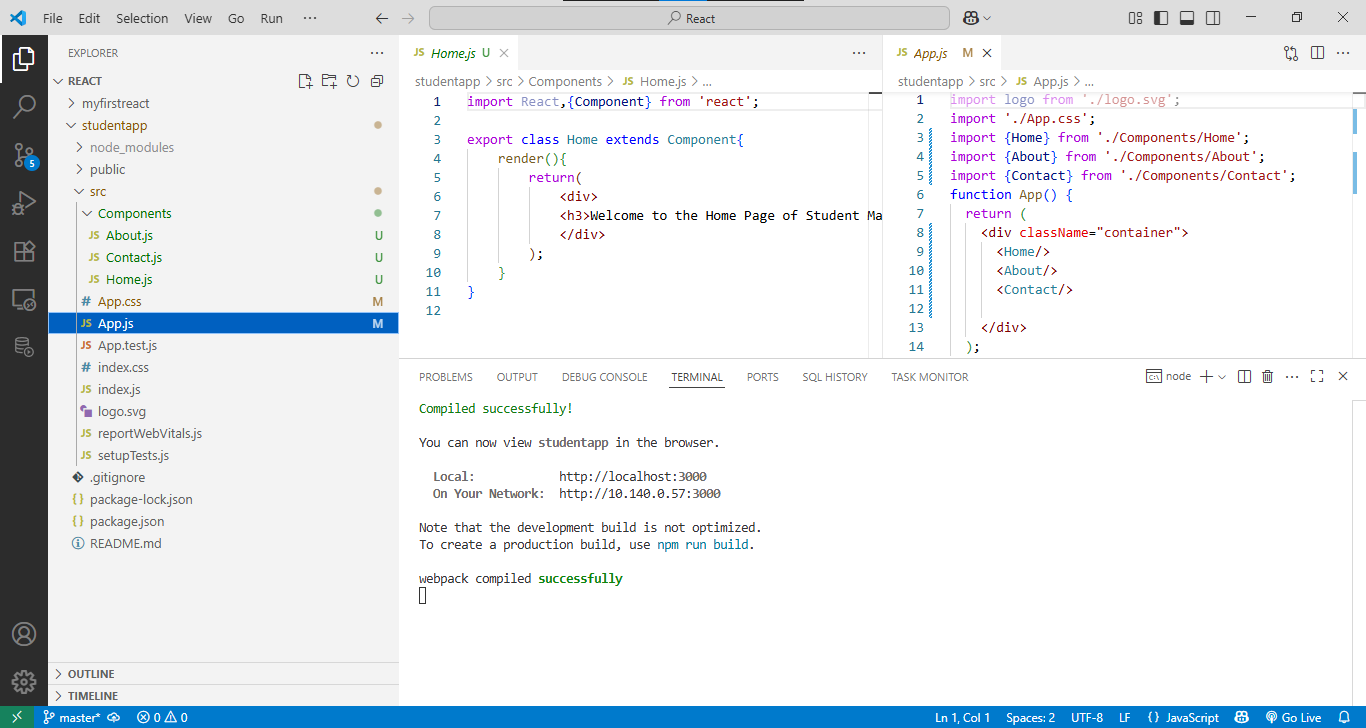 File Edit Selection View Go Run ···
React
EXPLORER ···
REACT
myfirstreact
studentapp
node_modules
public
src
Components
JS About.js U
JS Contact.js U
JS Home.js U
# App.css M
JS App.js M
JS App.test.js
# index.css
JS index.js
logo.svg
JS reportWebVitals.js
JS setupTests.js
.gitignore
{} package-lock.json
{} package.json
README.md
OUTLINE
TIMELINE
5
JS Home.js U
studentapp > src > Components > JS Home.js > ...
1 import React,{Component} from 'react';
2
3 export class Home extends Component{
4 render(){
5 return(
6 <div>
7 <h3>Welcome to the Home Page of Student Ma
8 </div>
9 );
10 }
11 }
12
JS App.js M
studentapp > src > JS App.js > ...
1 import logo from './logo.svg';
2 import './App.css';
3 import {Home} from './Components/Home';
4 import {About} from './Components/About';
5 import {Contact} from './Components/Contact';
6 function App() {
7 return (
8 <div className="container">
9 <Home/>
10 <About/>
11 <Contact/>
12
13 </div>
14 );
PROBLEMS OUTPUT DEBUG CONSOLE TERMINAL PORTS SQL HISTORY TASK MONITOR
node
Compiled successfully!
You can now view studentapp in the browser.
Local: http://localhost:3000
On Your Network: http://10.140.0.57:3000
Note that the development build is not optimized.
To create a production build, use npm run build.
webpack compiled successfully
master* 0 0 Ln 1, Col 1 Spaces: 2 UTF-8 LF {} JavaScript Go Live